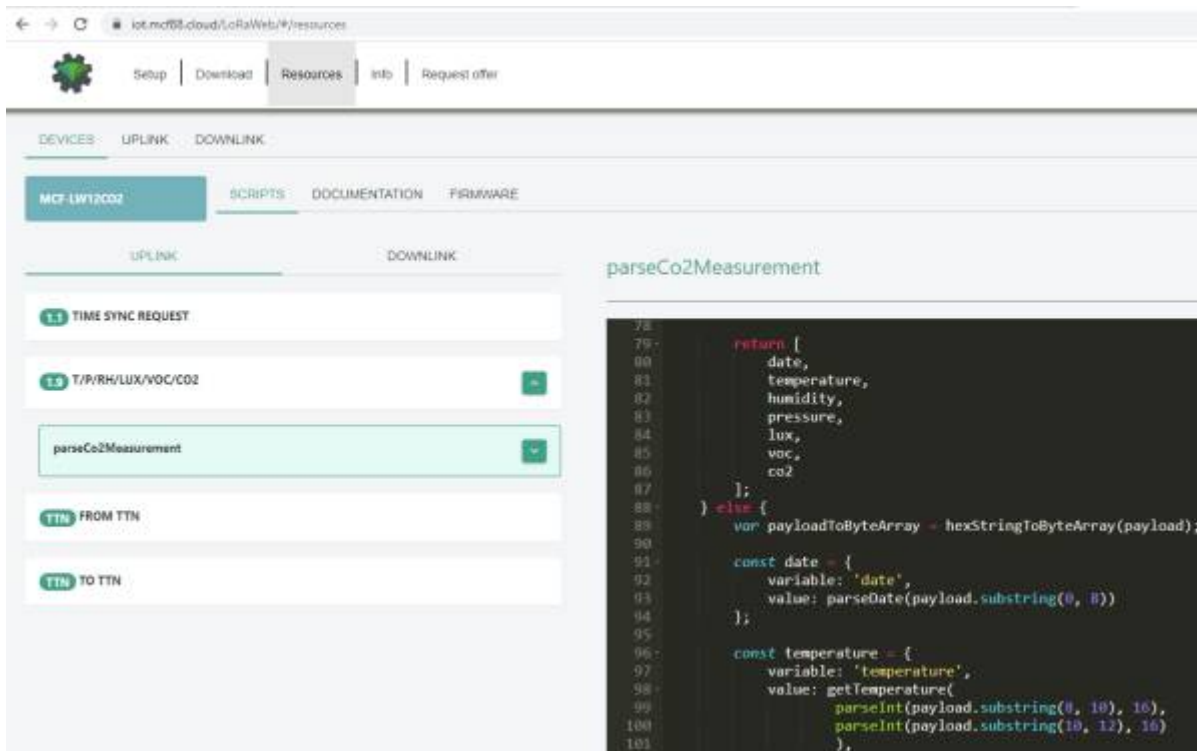 iot.mcf88.cloud/LoRaWeb/#/resources
Setup Download Resources Info Request offer
DEVICES UPLINK DOWNLINK
MCF-LW12CO2 SCRIPTS DOCUMENTATION FIRMWARE
UPLINK DOWNLINK
1.1 TIME SYNC REQUEST
1.9 T/P/RH/LUX/VOC/CO2
parseCo2Measurement
TTN FROM TTN
TTN TO TTN
parseCo2Measurement
78
79 return [
80 date,
81 temperature,
82 humidity,
83 pressure,
84 lux,
85 voc,
86 co2
87 ];
88 } else {
89 var payloadToByteArray = hexStringToByteArray(payload);
90
91 const date = {
92 variable: 'date',
93 value: parseDate(payload.substring(0, 8))
94 };
95
96 const temperature = {
97 variable: 'temperature',
98 value: getTemperature(
99 parseInt(payload.substring(8, 10), 16),
100 parseInt(payload.substring(10, 12), 16)
101 ),